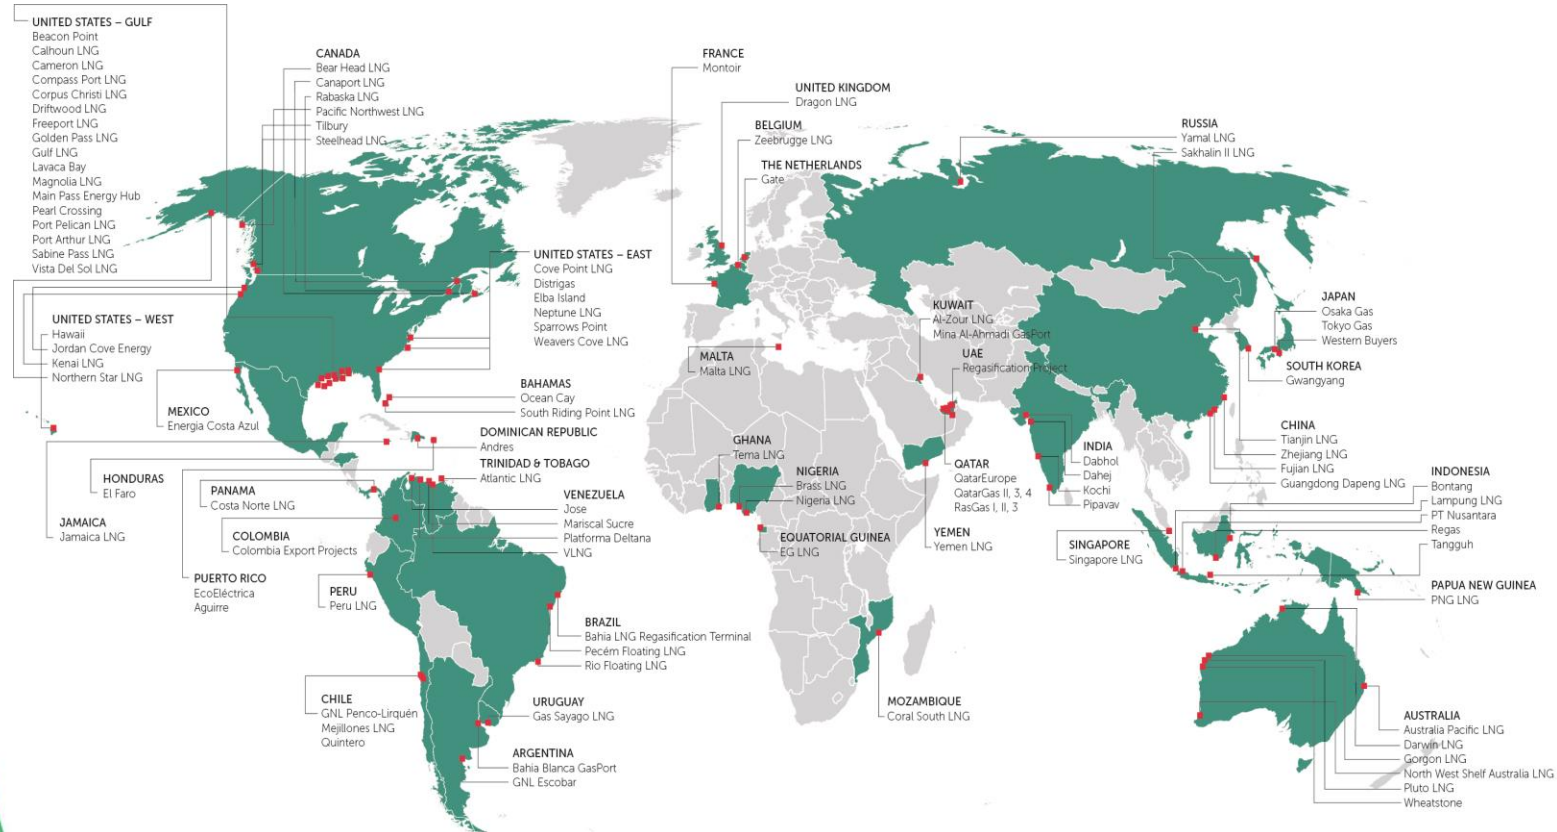 UNITED STATES – GULF
Beacon Point
Calhoun LNG
Cameron LNG
Compass Port LNG
Corpus Christi LNG
Driftwood LNG
Freeport LNG
Golden Pass LNG
Gulf LNG
Lavaca Bay
Magnolia LNG
Main Pass Energy Hub
Pearl Crossing
Port Pelican LNG
Port Arthur LNG
Sabine Pass LNG
Vista Del Sol LNG
CANADA
Bear Head LNG
Canaport LNG
Rabaska LNG
Pacific Northwest LNG
Tilbury
Steelhead LNG
UNITED STATES – EAST
Cove Point LNG
Distrigas
Elba Island
Neptune LNG
Sparrows Point
Weavers Cove LNG
UNITED STATES – WEST
Hawaii
Jordan Cove Energy
Kenai LNG
Northern Star LNG
MEXICO
Energia Costa Azul
BAHAMAS
Ocean Cay
South Riding Point LNG
DOMINICAN REPUBLIC
Andres
TRINIDAD & TOBAGO
Atlantic LNG
HONDURAS
El Faro
PANAMA
Costa Norte LNG
JAMAICA
Jamaica LNG
COLOMBIA
Colombia Export Projects
VENEZUELA
Jose
Mariscal Sucre
Platforma Deltana
VLNG
PUERTO RICO
EcoEléctrica
Aguirre
PERU
Peru LNG
BRAZIL
Bahia LNG Regasification Terminal
Pecém Floating LNG
Rio Floating LNG
CHILE
GNL Penco-Lirquén
Mejillones LNG
Quintero
URUGUAY
Gas Sayago LNG
ARGENTINA
Bahia Blanca GasPort
GNL Escobar
FRANCE
Montoir
UNITED KINGDOM
Dragon LNG
BELGIUM
Zeebrugge LNG
THE NETHERLANDS
Gate
RUSSIA
Yamal LNG
Sakhalin II LNG
KUWAIT
Al-Zour LNG
Mina Al-Ahmadi GasPort
UAE
Regasification Project
MALTA
Malta LNG
GHANA
Tema LNG
NIGERIA
Brass LNG
Nigeria LNG
EQUATORIAL GUINEA
EG LNG
QATAR
QatarEurope
QatarGas II, 3, 4
RasGas I, II, 3
YEMEN
Yemen LNG
MOZAMBIQUE
Coral South LNG
INDIA
Dabhol
Dahej
Kochi
Pipavav
SINGAPORE
Singapore LNG
JAPAN
Osaka Gas
Tokyo Gas
Western Buyers
SOUTH KOREA
Gwangyang
CHINA
Tianjin LNG
Zhejiang LNG
Fujian LNG
Guangdong Dapeng LNG
INDONESIA
Bontang
Lampung LNG
PT Nusantara
Regas
Tangguh
PAPUA NEW GUINEA
PNG LNG
AUSTRALIA
Australia Pacific LNG
Darwin LNG
Gorgon LNG
North West Shelf Australia LNG
Pluto LNG
Wheatstone